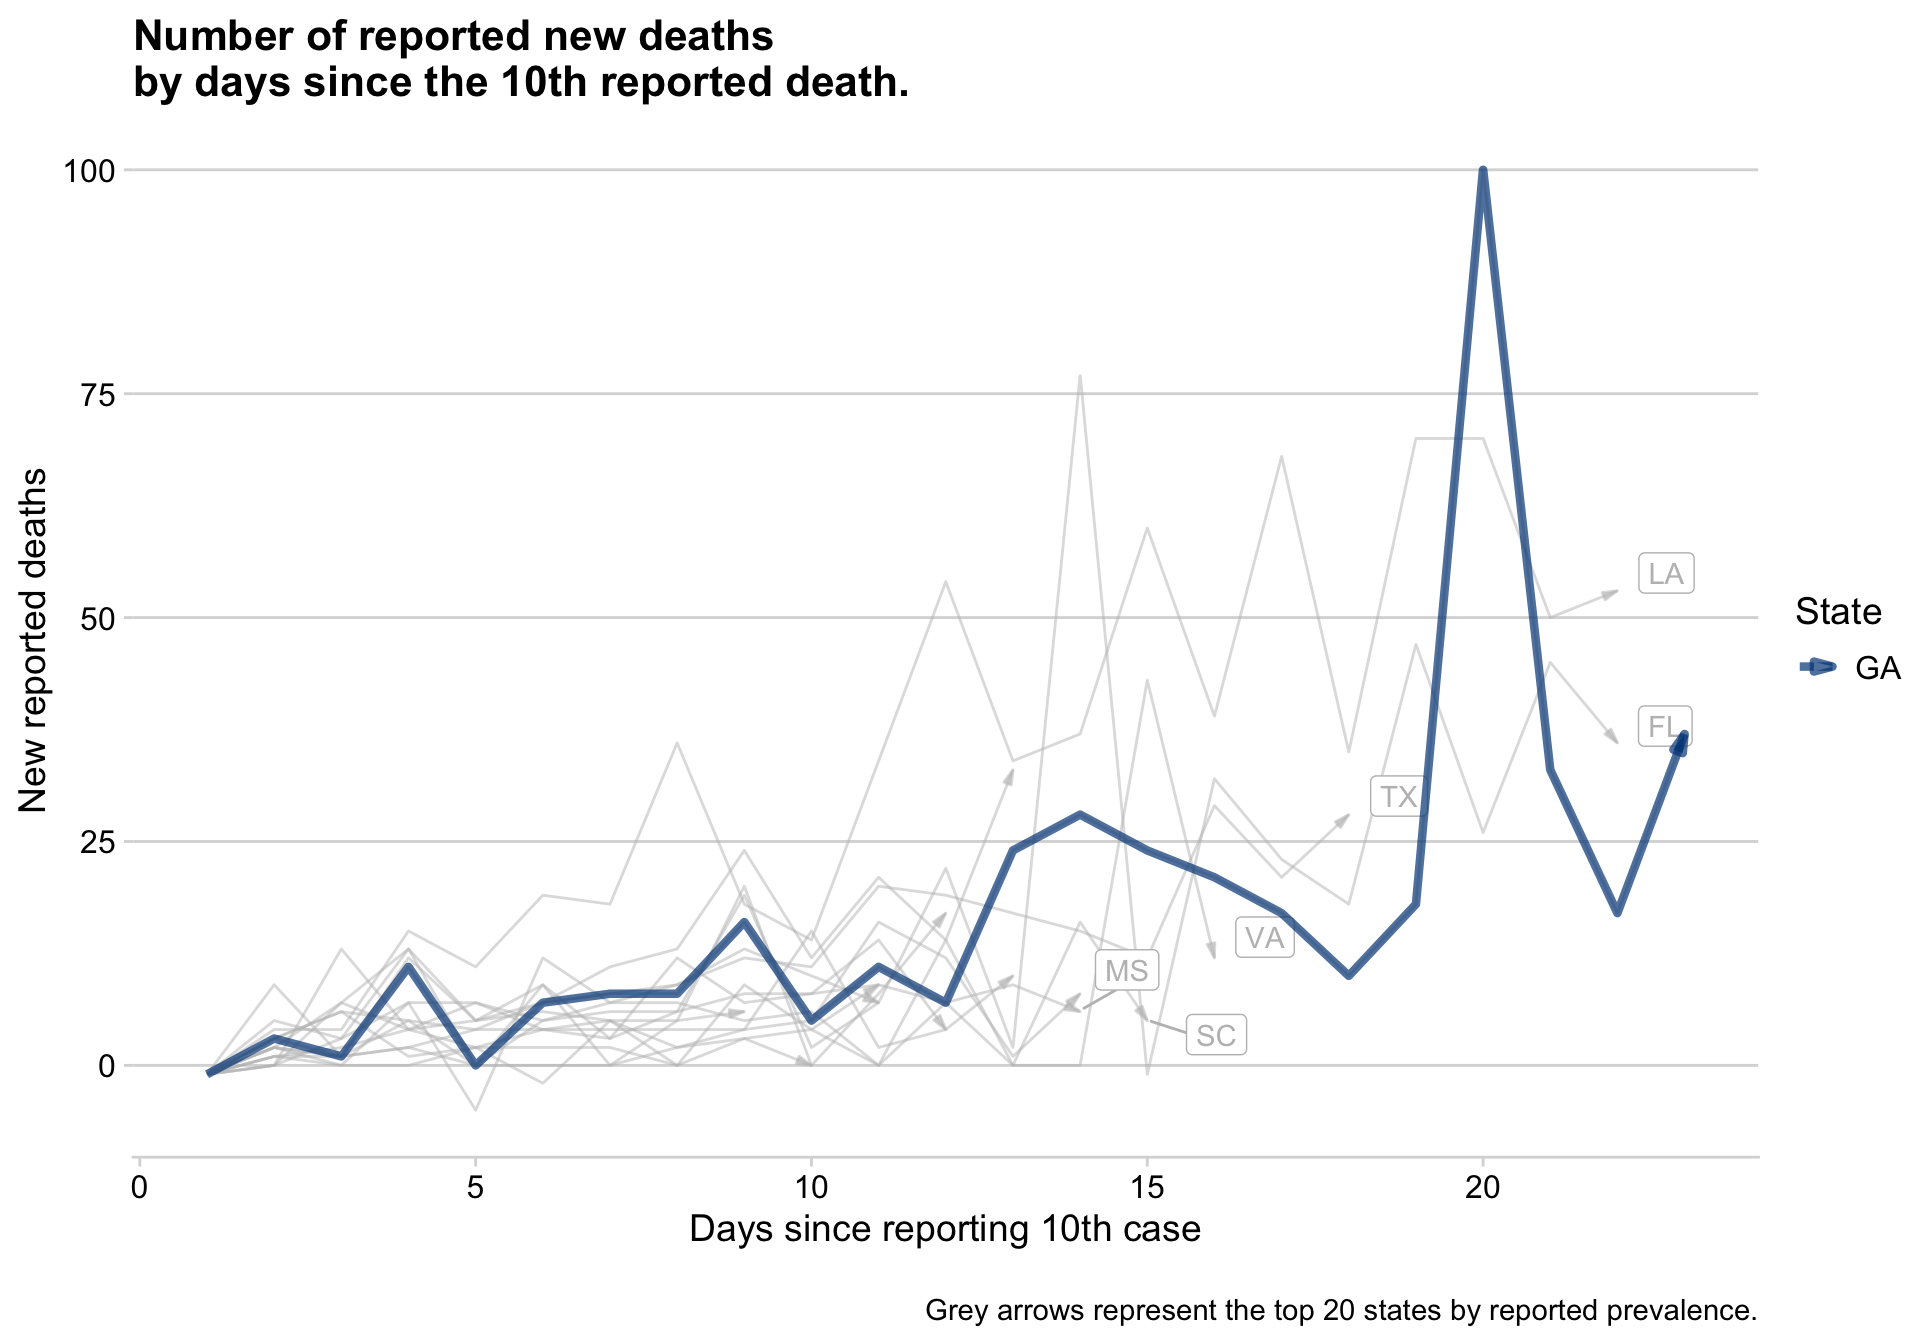 Number of reported new deaths
by days since the 10th reported death.
100
75
50
25
0
New reported deaths
LA
FL
TX
VA
MS
SC
State
GA
0 5 10 15 20
Days since reporting 10th case
Grey arrows represent the top 20 states by reported prevalence.